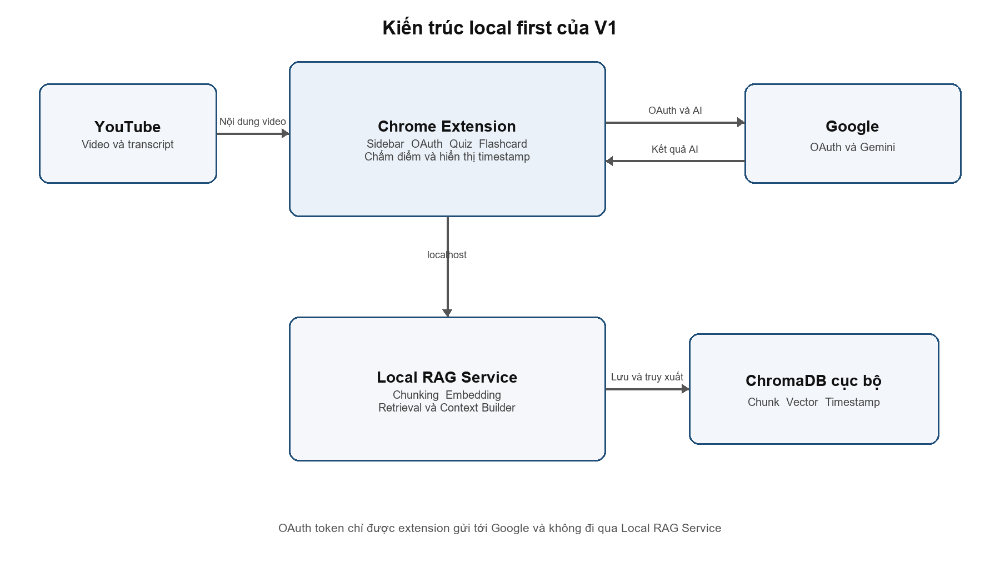 Kiến trúc local first của V1
YouTube
Video và transcript
Nội dung video
Chrome Extension
Sidebar  OAuth  Quiz  Flashcard
Chấm điểm và hiển thị timestamp
OAuth và AI
Kết quả AI
Google
OAuth và Gemini
localhost
Local RAG Service
Chunking  Embedding
Retrieval và Context Builder
Lưu và truy xuất
ChromaDB cục bộ
Chunk  Vector  Timestamp
OAuth token chỉ được extension gửi tới Google và không đi qua Local RAG Service